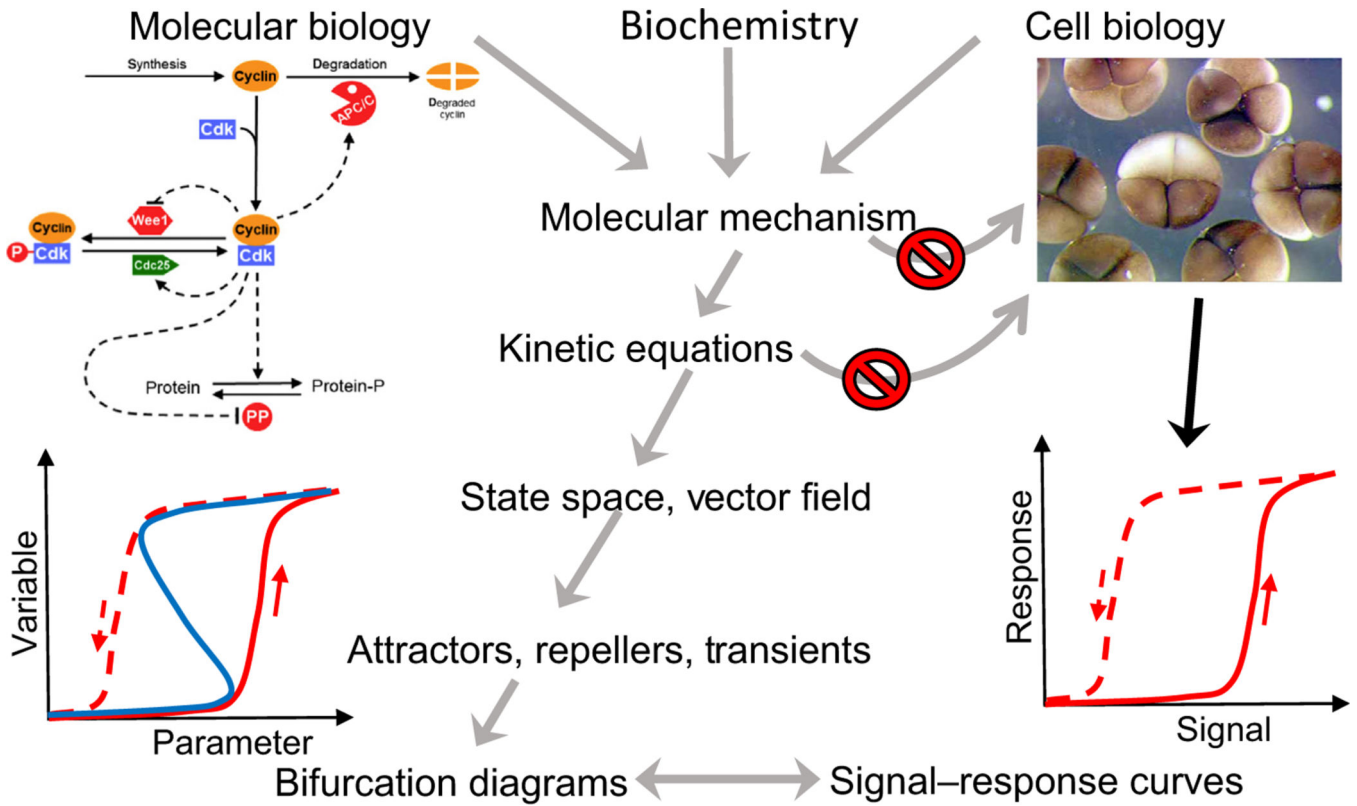 Molecular biology
Biochemistry
Cell biology
Synthesis
Cyclin
Degradation
APC/C
Degraded
cyclin
Cdk
Wee1
Cyclin
P
Cdk
Cyclin
Cdk
Cdc25
Protein
Protein-P
PP
Molecular mechanism
Kinetic equations
State space, vector field
Attractors, repellers, transients
Bifurcation diagrams
Signal–response curves
Variable
Parameter
Response
Signal